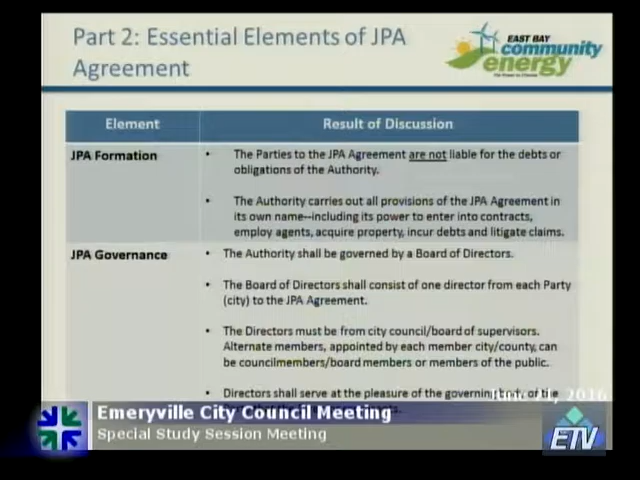 Part 2: Essential Elements of JPA
Agreement
EAST BAY
community
energy
Element
Result of Discussion
JPA Formation
• The Parties to the JPA Agreement are not liable for the debts or
obligations of the Authority.
• The Authority carries out all provisions of the JPA Agreement in
its own name--including its power to enter into contracts,
employ agents, acquire property, incur debts and litigate claims.
JPA Governance
• The Authority shall be governed by a Board of Directors.
• The Board of Directors shall consist of one director from each Party
(city) to the JPA Agreement.
• The Directors must be from city council/board of supervisors.
Alternate members, appointed by each member city/county, can
be councilmembers/board members or members of the public.
• Directors shall serve at the pleasure of the governing of the
2016
Emeryville City Council Meeting
Special Study Session Meeting
ETV